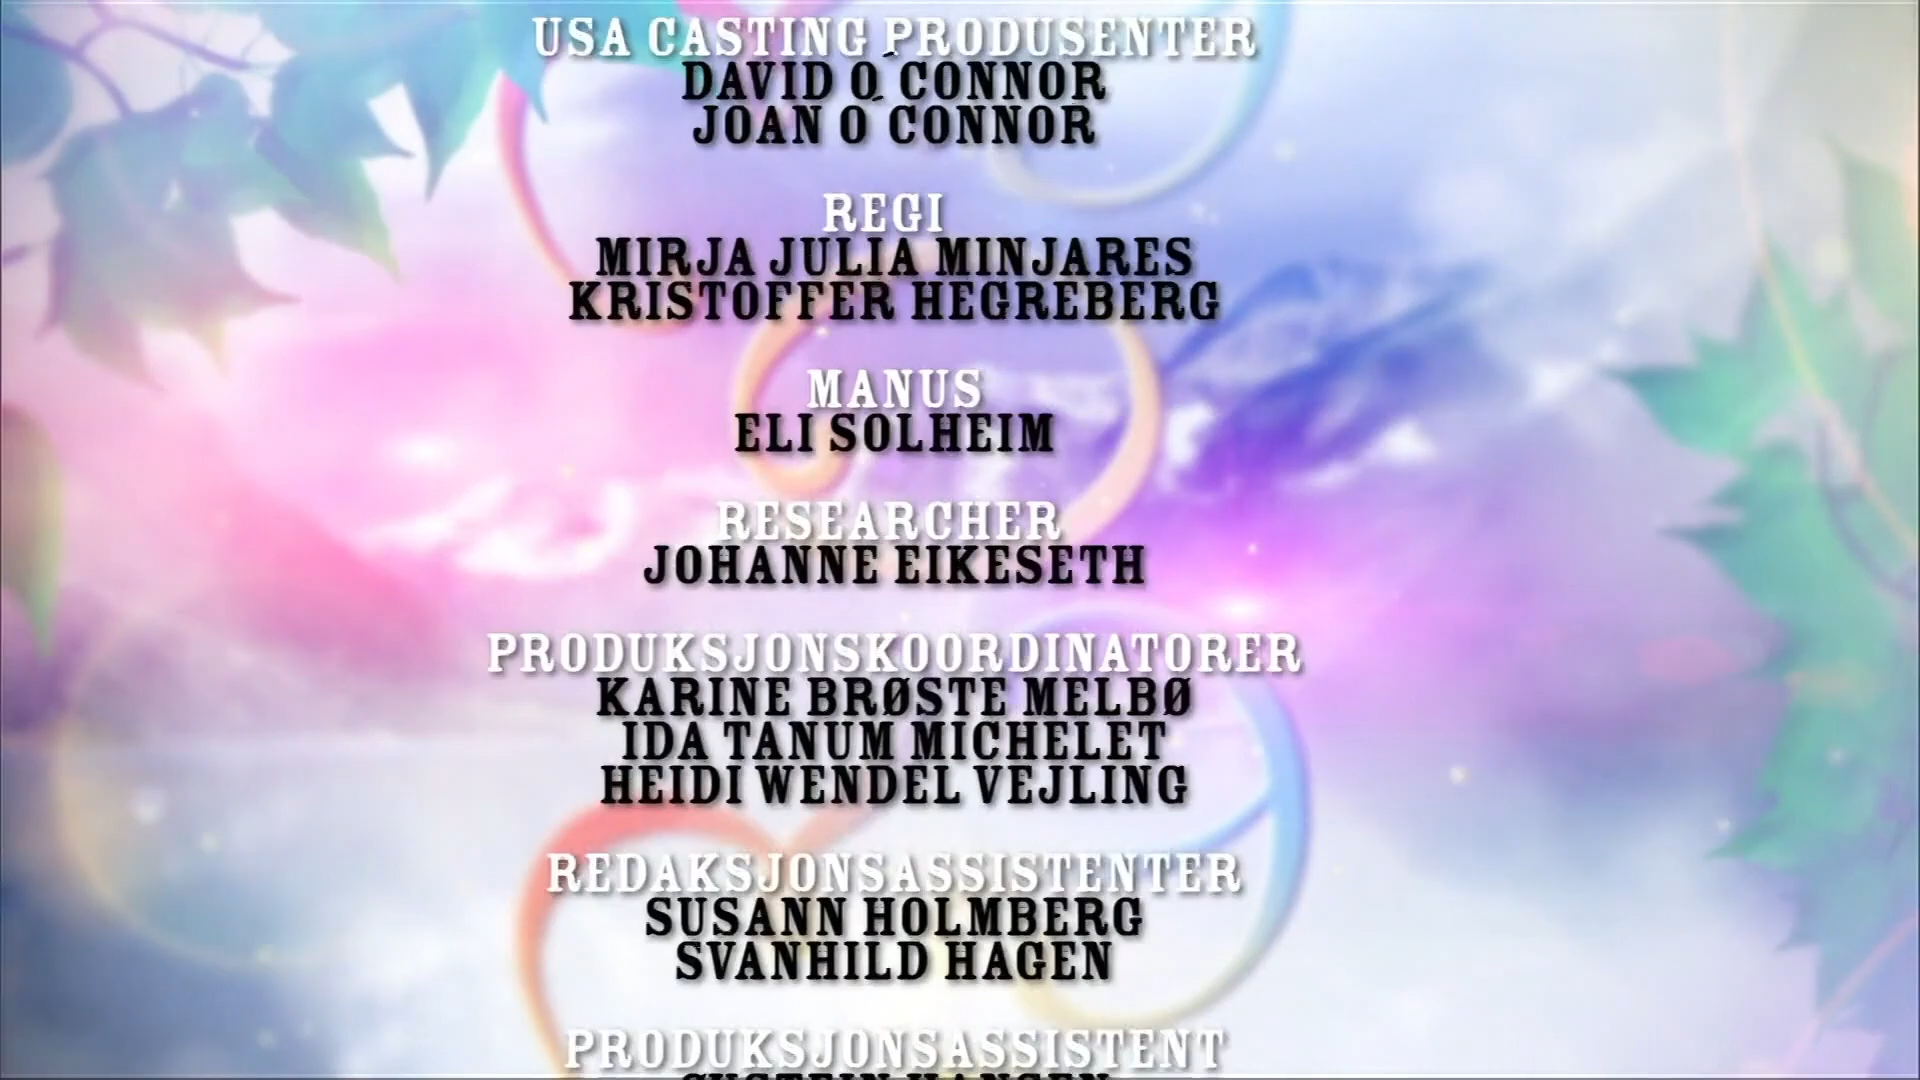 USA CASTING PRODUSENTER
DAVID O´CONNOR
JOAN O´CONNOR
REGI
MIRJA JULIA MINJARES
KRISTOFFER HEGREBERG
MANUS
ELI SOLHEIM
RESEARCHER
JOHANNE EIKESETH
PRODUKSJONSKOORDINATORER
KARINE BRØSTE MELBØ
IDA TANUM MICHELET
HEIDI WENDEL VEJLING
REDAKSJONSASSISTENTER
SUSANN HOLMBERG
SVANHILD HAGEN
PRODUKSJONSASSISTENT